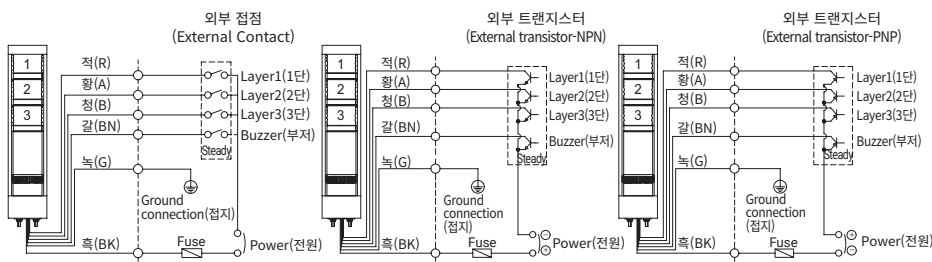 외부 접점
(External Contact)
1
2
3
적(R)
황(A)
청(B)
갈(BN)
녹(G)
흑(BK)
Layer1(1단)
Layer2(2단)
Layer3(3단)
Buzzer(부저)
Steady
Ground
connection(접지)
Fuse
Power(전원)
외부 트랜지스터
(External transistor-NPN)
1
2
3
적(R)
황(A)
청(B)
갈(BN)
녹(G)
흑(BK)
Layer1(1단)
Layer2(2단)
Layer3(3단)
Buzzer(부저)
Steady
Ground
connection
(접지)
Fuse
Power(전원)
외부 트랜지스터
(External transistor-PNP)
1
2
3
적(R)
황(A)
청(B)
갈(BN)
녹(G)
흑(BK)
Layer1(1단)
Layer2(2단)
Layer3(3단)
Buzzer(부저)
Steady
Ground
connection(접지)
Fuse
Power(전원)